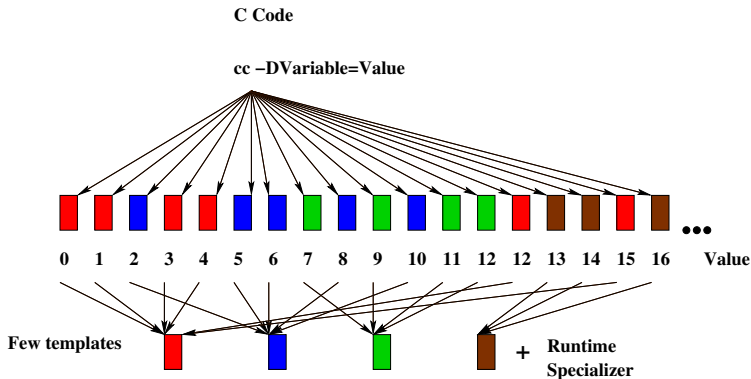 C Code
cc −DVariable=Value
0 1 2 3 4 5 6 7 8 9 10 11 12 12 13 14 15 16 Value
Few templates + Runtime
Specializer